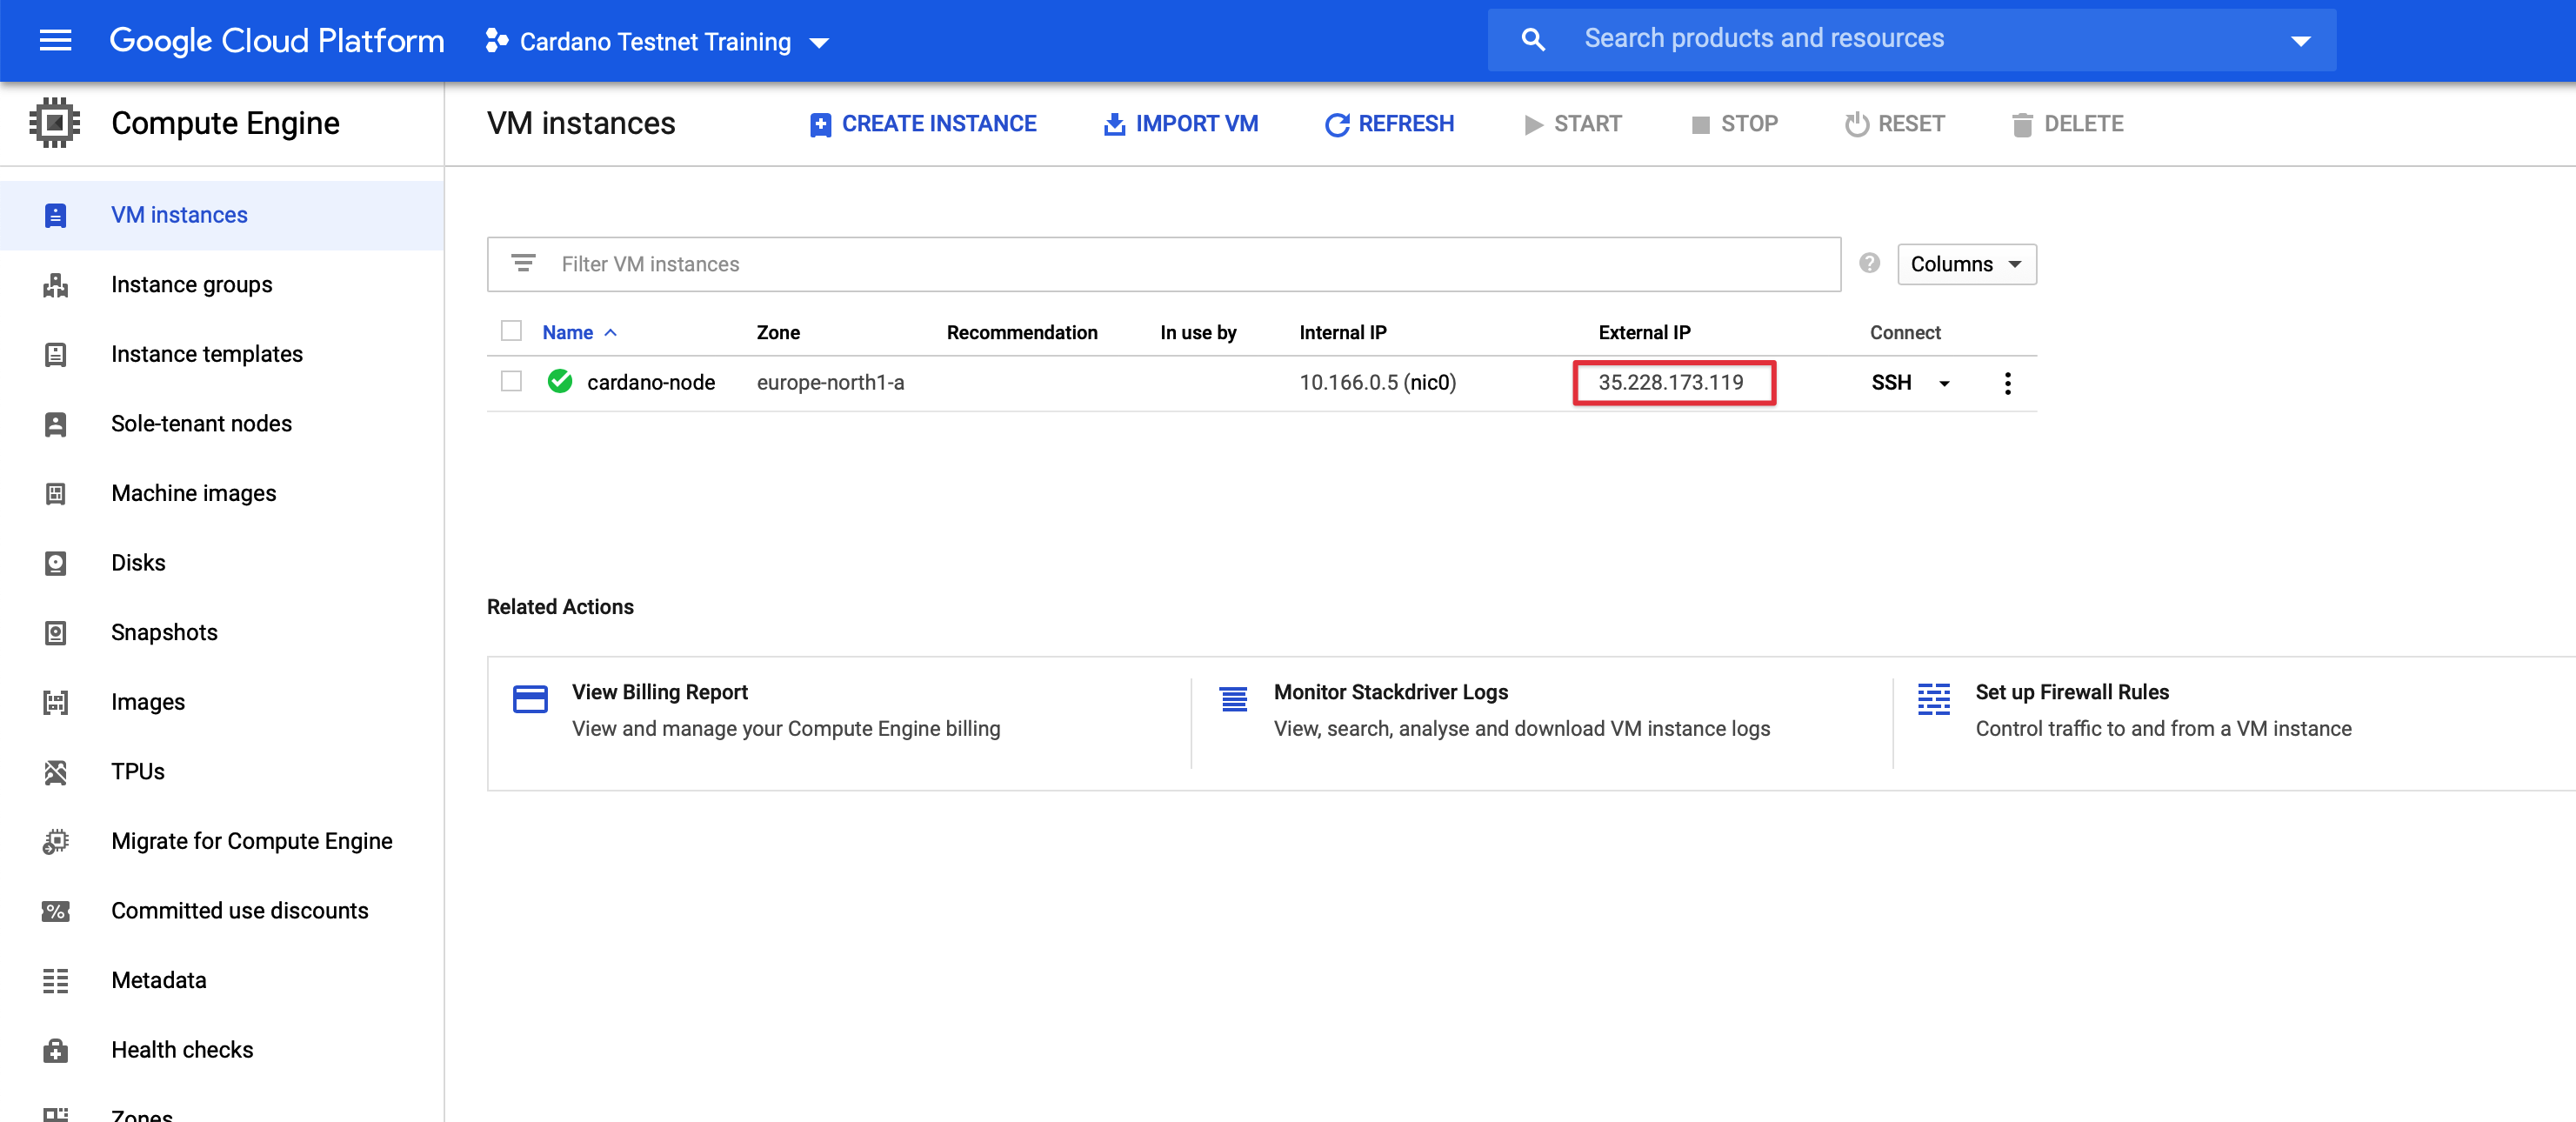 Google Cloud Platform
Cardano Testnet Training
Search products and resources
Compute Engine
VM instances
CREATE INSTANCE
IMPORT VM
REFRESH
START
STOP
RESET
DELETE
VM instances
Instance groups
Instance templates
Sole-tenant nodes
Machine images
Disks
Snapshots
Images
TPUs
Migrate for Compute Engine
Committed use discounts
Metadata
Health checks
Zones
Filter VM instances
Columns
Name Zone Recommendation In use by Internal IP External IP Connect
cardano-node europe-north1-a 10.166.0.5 (nic0) 35.228.173.119 SSH
Related Actions
View Billing Report
View and manage your Compute Engine billing
Monitor Stackdriver Logs
View, search, analyse and download VM instance logs
Set up Firewall Rules
Control traffic to and from a VM instance